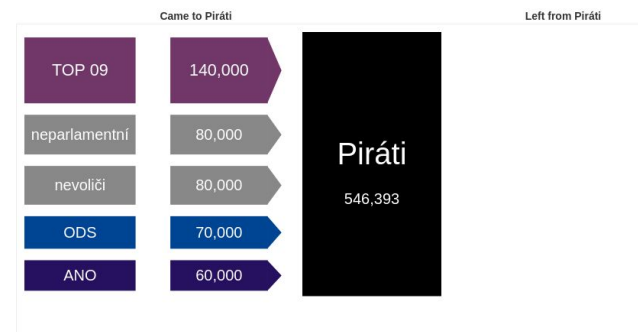 Came to Piráti
Left from Piráti
TOP 09
140,000
neparlamentní
80,000
nevoliči
80,000
ODS
70,000
ANO
60,000
Piráti
546,393